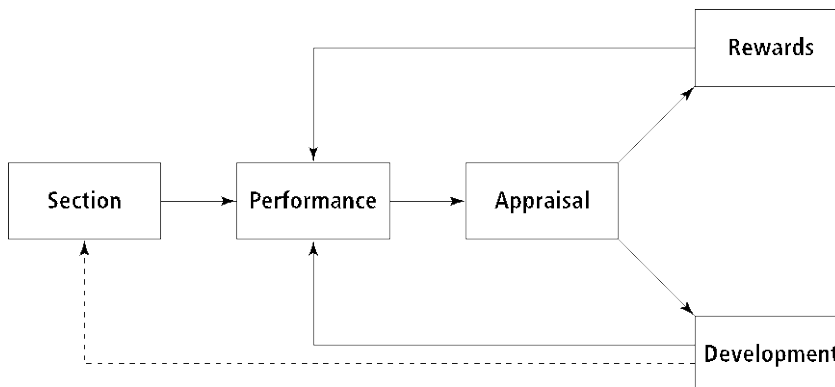 Rewards
Section
Performance
Appraisal
Development